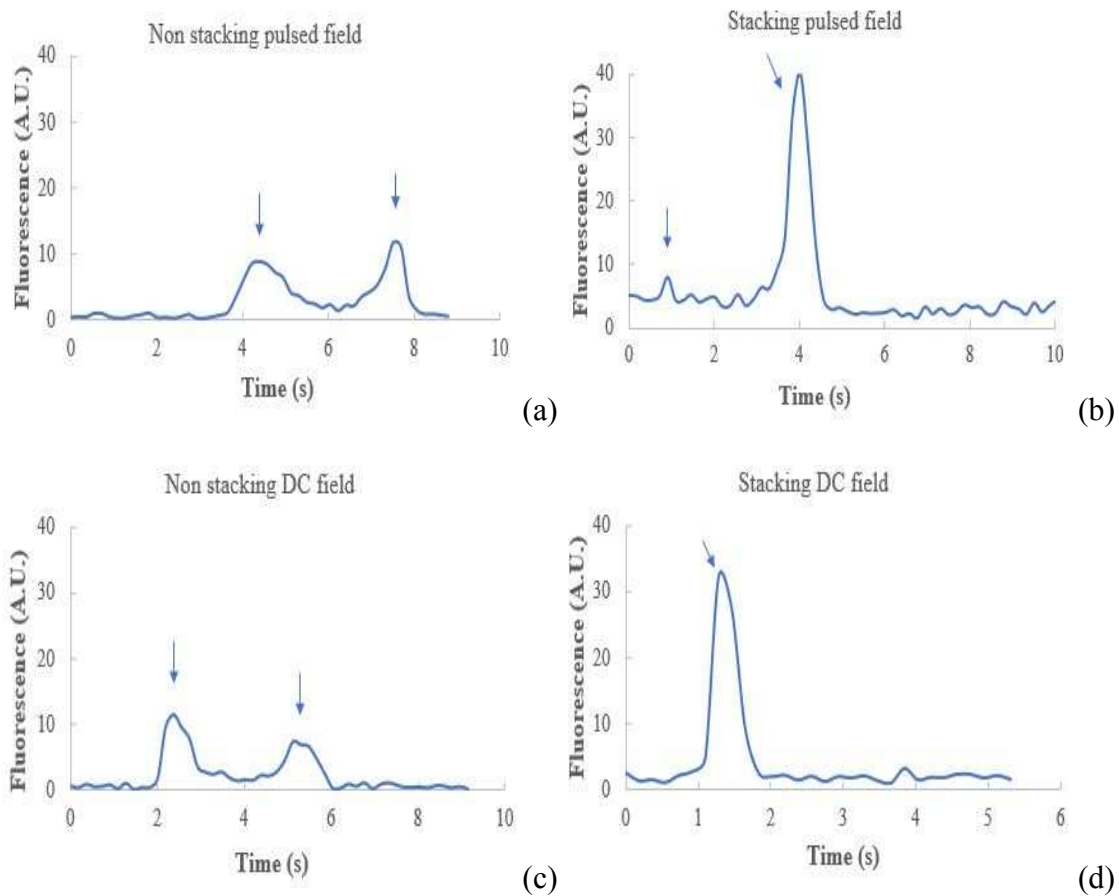 Non stacking pulsed field
Fluorescence (A.U.)
40
30
20
10
0
0 2 4 6 8 10
Time (s)
(a)
Stacking pulsed field
Fluorescence (A.U.)
40
30
20
10
0
0 2 4 6 8 10
Time (s)
(b)
Non stacking DC field
Fluorescence (A.U.)
40
30
20
10
0
0 2 4 6 8 10
Time (s)
(c)
Stacking DC field
Fluorescence (A.U.)
40
30
20
10
0
0 1 2 3 4 5 6
Time (s)
(d)